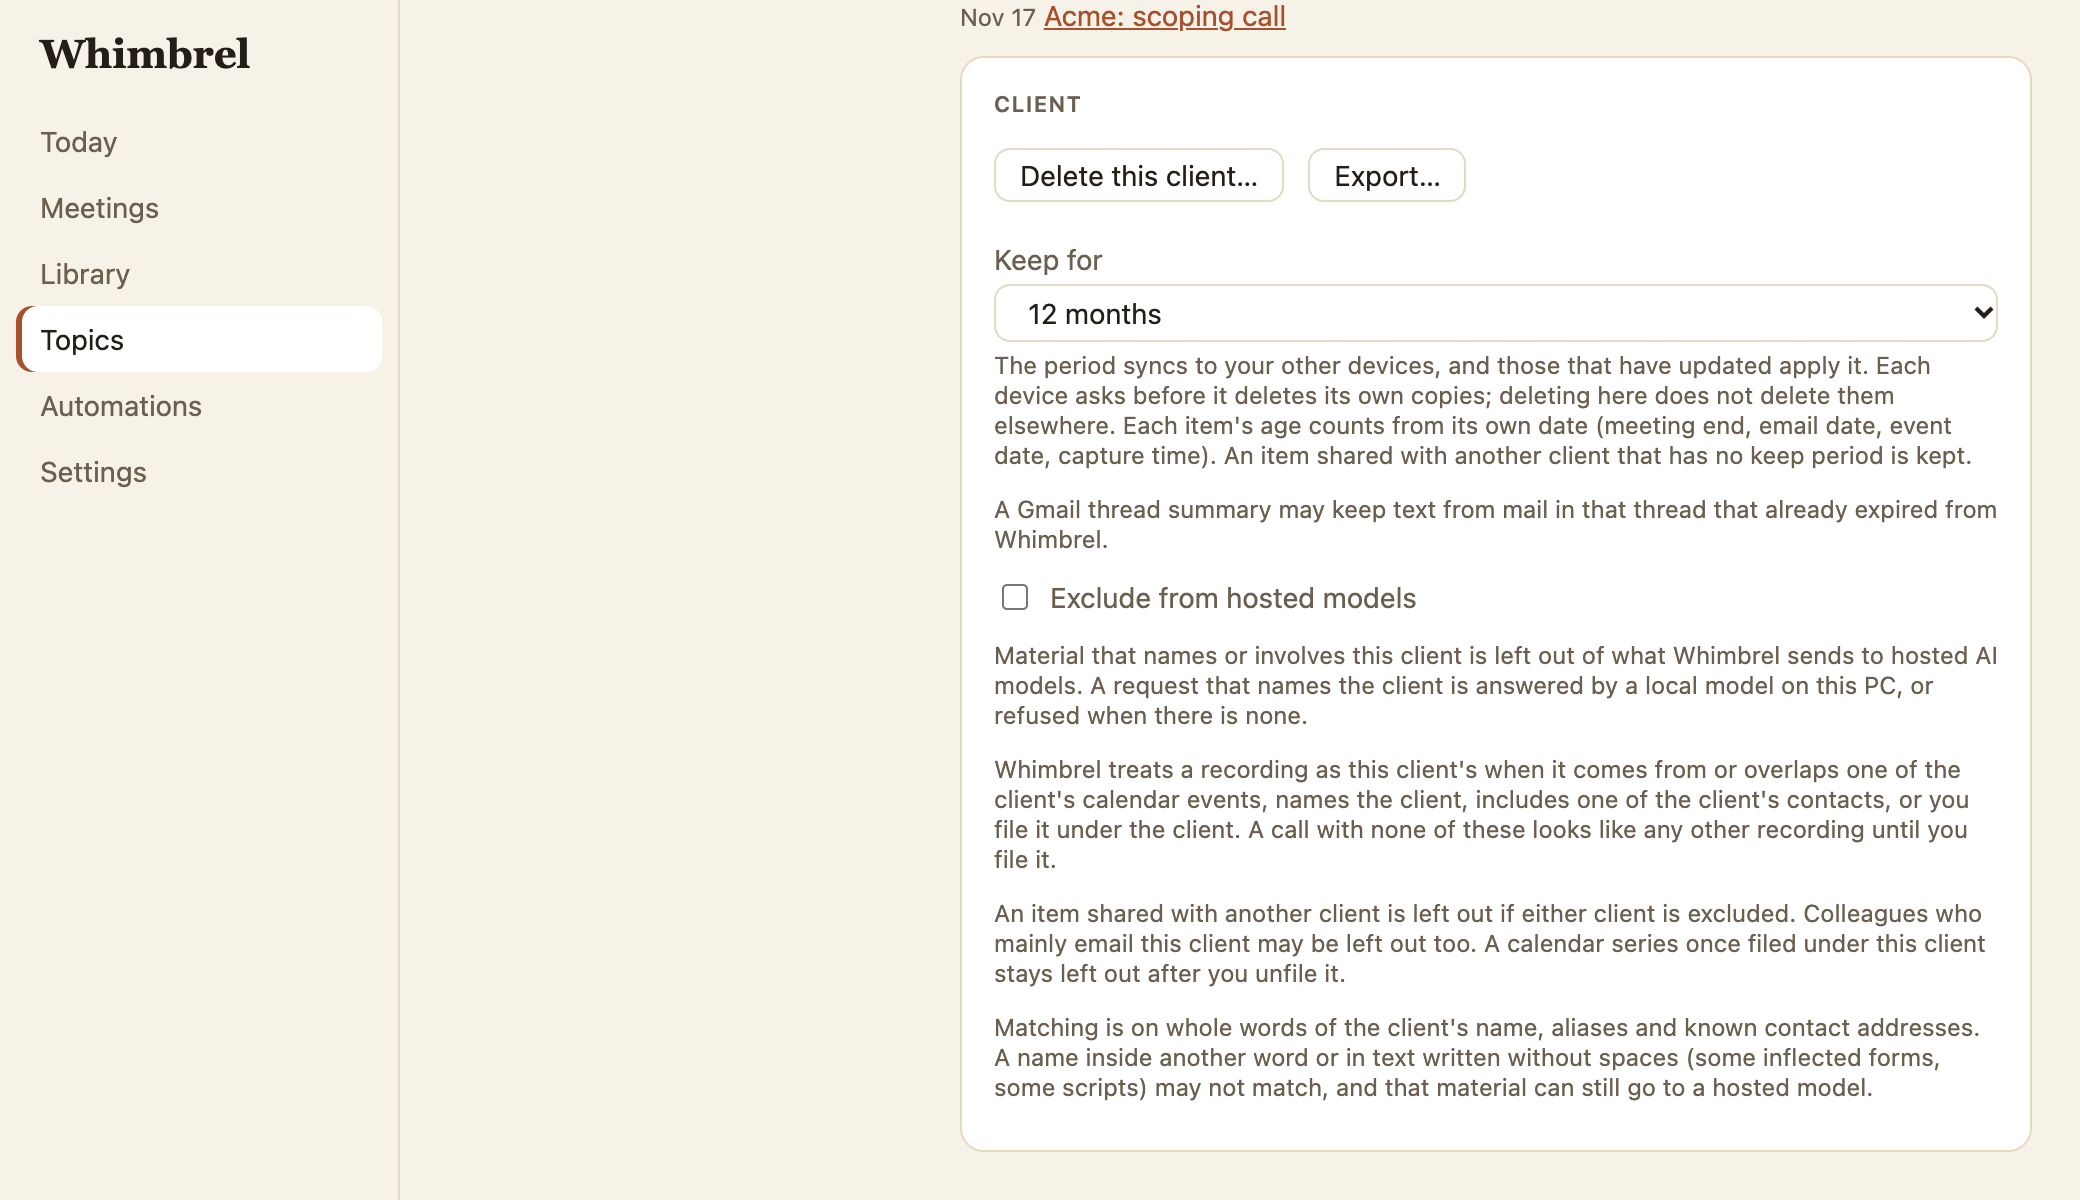 Whimbrel
Today
Meetings
Library
Topics
Automations
Settings
Nov 17 Acme: scoping call
CLIENT
Delete this client...
Export...
Keep for
12 months
The period syncs to your other devices, and those that have updated apply it. Each
device asks before it deletes its own copies; deleting here does not delete them
elsewhere. Each item's age counts from its own date (meeting end, email date, event
date, capture time). An item shared with another client that has no keep period is kept.
A Gmail thread summary may keep text from mail in that thread that already expired from
Whimbrel.
Exclude from hosted models
Material that names or involves this client is left out of what Whimbrel sends to hosted AI
models. A request that names the client is answered by a local model on this PC, or
refused when there is none.
Whimbrel treats a recording as this client's when it comes from or overlaps one of the
client's calendar events, names the client, includes one of the client's contacts, or you
file it under the client. A call with none of these looks like any other recording until you
file it.
An item shared with another client is left out if either client is excluded. Colleagues who
mainly email this client may be left out too. A calendar series once filed under this client
stays left out after you unfile it.
Matching is on whole words of the client's name, aliases and known contact addresses.
A name inside another word or in text written without spaces (some inflected forms,
some scripts) may not match, and that material can still go to a hosted model.